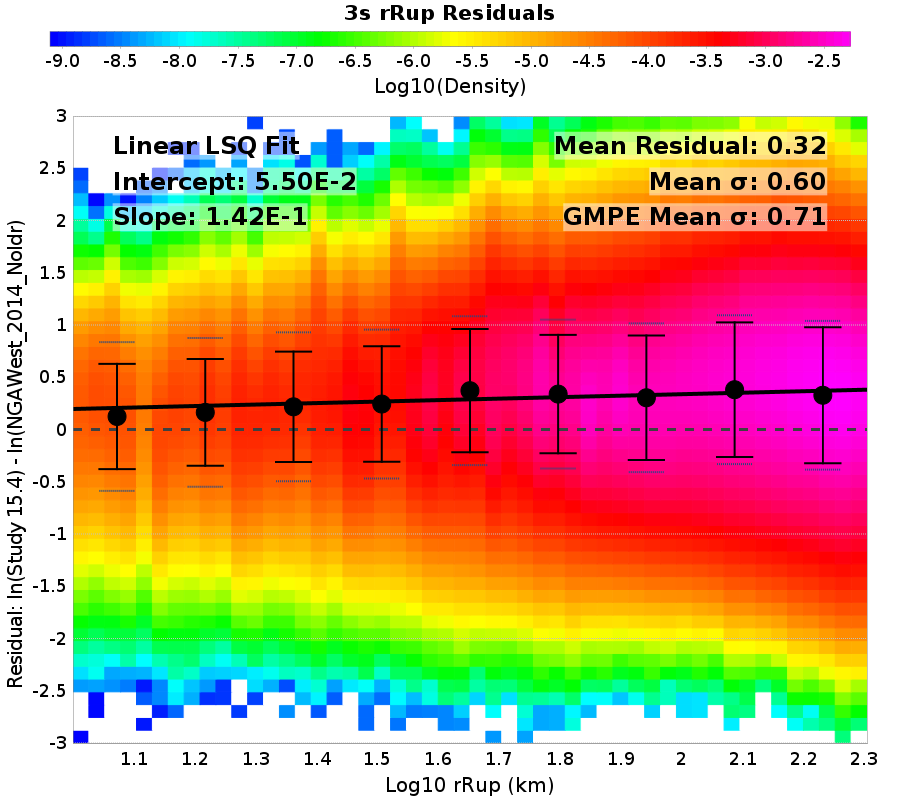 3s rRup Residuals
-9.0 -8.5 -8.0 -7.5 -7.0 -6.5 -6.0 -5.5 -5.0 -4.5 -4.0 -3.5 -3.0 -2.5
Log10(Density)
Linear LSQ Fit
Intercept: 5.50E-2
Slope: 1.42E-1
Mean Residual: 0.32
Mean σ: 0.60
GMPE Mean σ: 0.71
Residual: ln(Study 15.4) - ln(NGAWest_2014_NoIdr)
3
2.5
2
1.5
1
0.5
0
-0.5
-1
-1.5
-2
-2.5
-3
1.1 1.2 1.3 1.4 1.5 1.6 1.7 1.8 1.9 2 2.1 2.2 2.3
Log10 rRup (km)